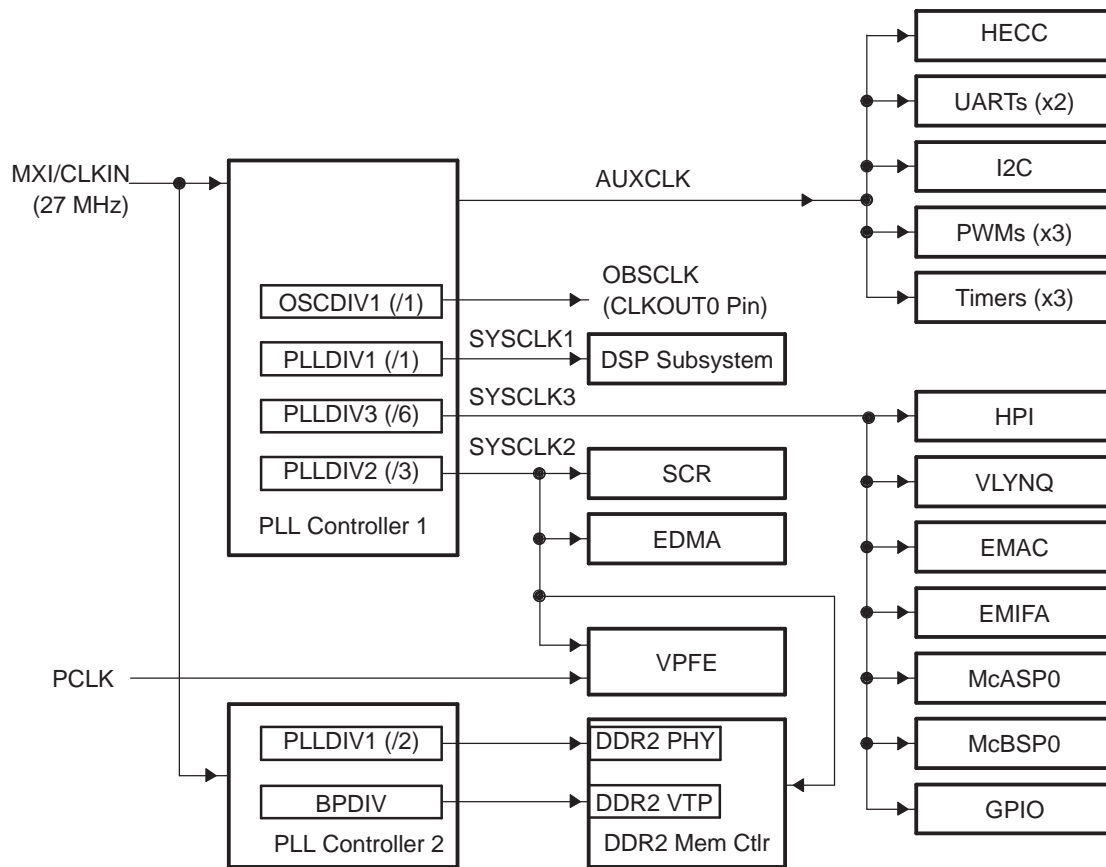 HECC
UARTs (x2)
I2C
PWMs (x3)
Timers (x3)
MXI/CLKIN
(27 MHz)
AUXCLK
OSCDIV1 (/1)
OBSCLK
(CLKOUT0 Pin)
PLLDIV1 (/1)
SYSCLK1
DSP Subsystem
PLLDIV3 (/6)
SYSCLK3
HPI
PLLDIV2 (/3)
SYSCLK2
SCR
VLYNQ
PLL Controller 1
EDMA
EMAC
EMIFA
PCLK
VPFE
McASP0
PLLDIV1 (/2)
DDR2 PHY
McBSP0
BPDIV
DDR2 VTP
GPIO
PLL Controller 2
DDR2 Mem Ctlr